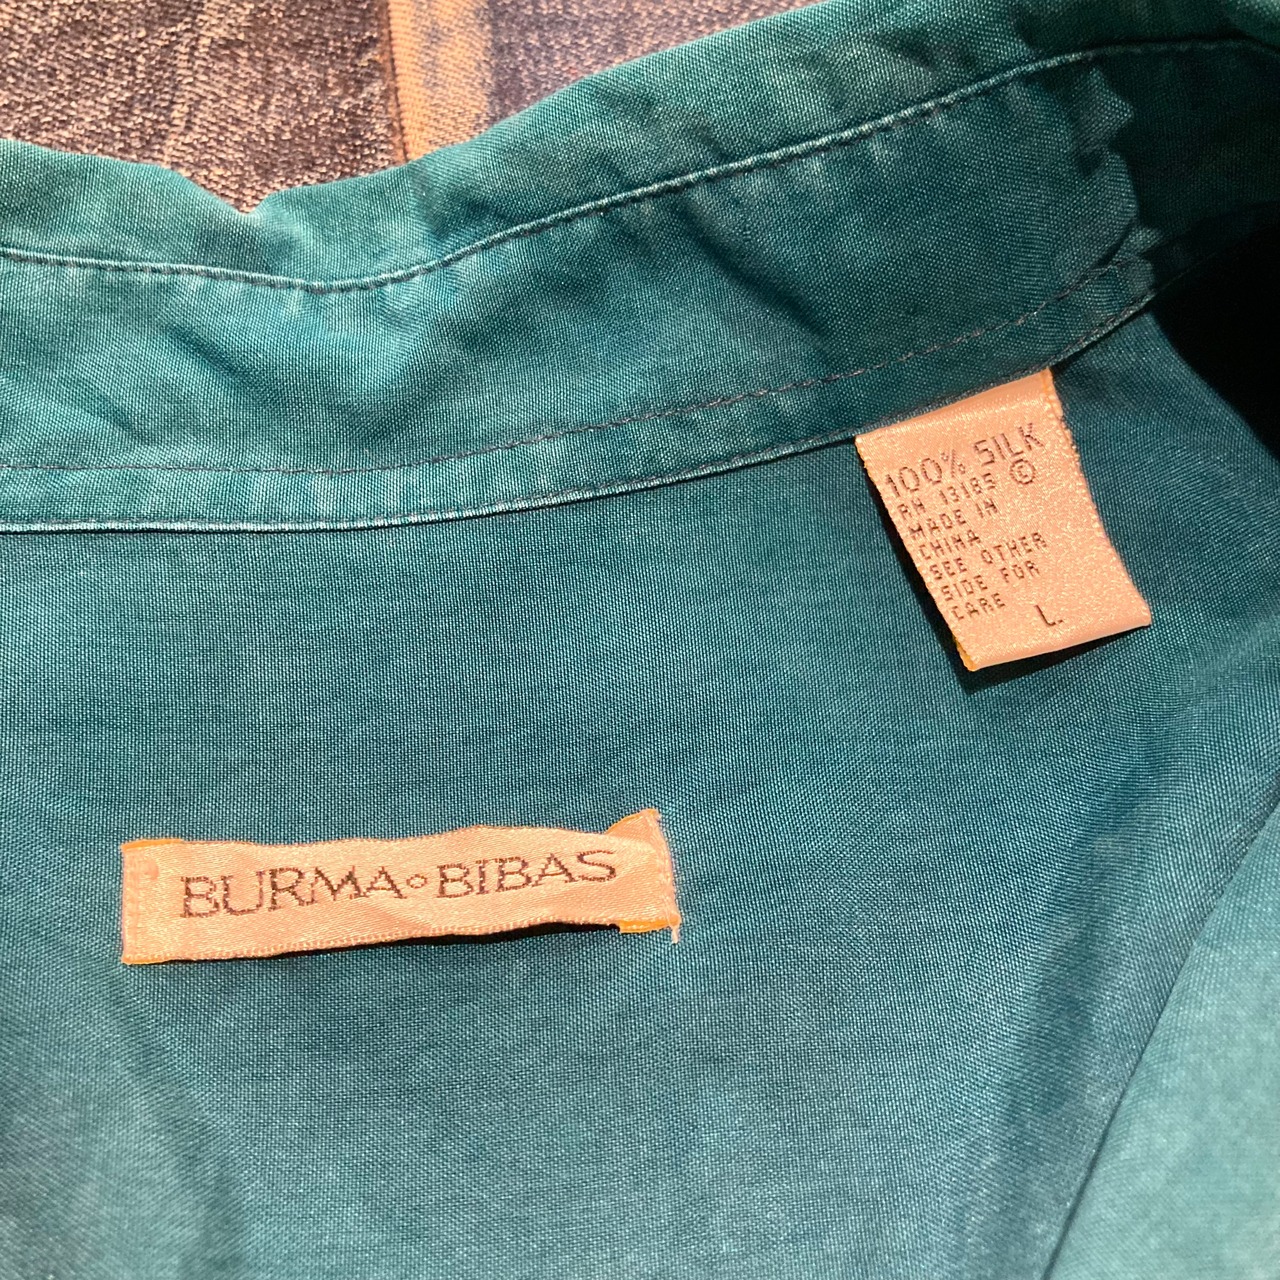 100% SILK
RN 13185 ©
MADE IN
CHINA
SEE OTHER
SIDE FOR
CARE
L.
BURMA∘BIBAS